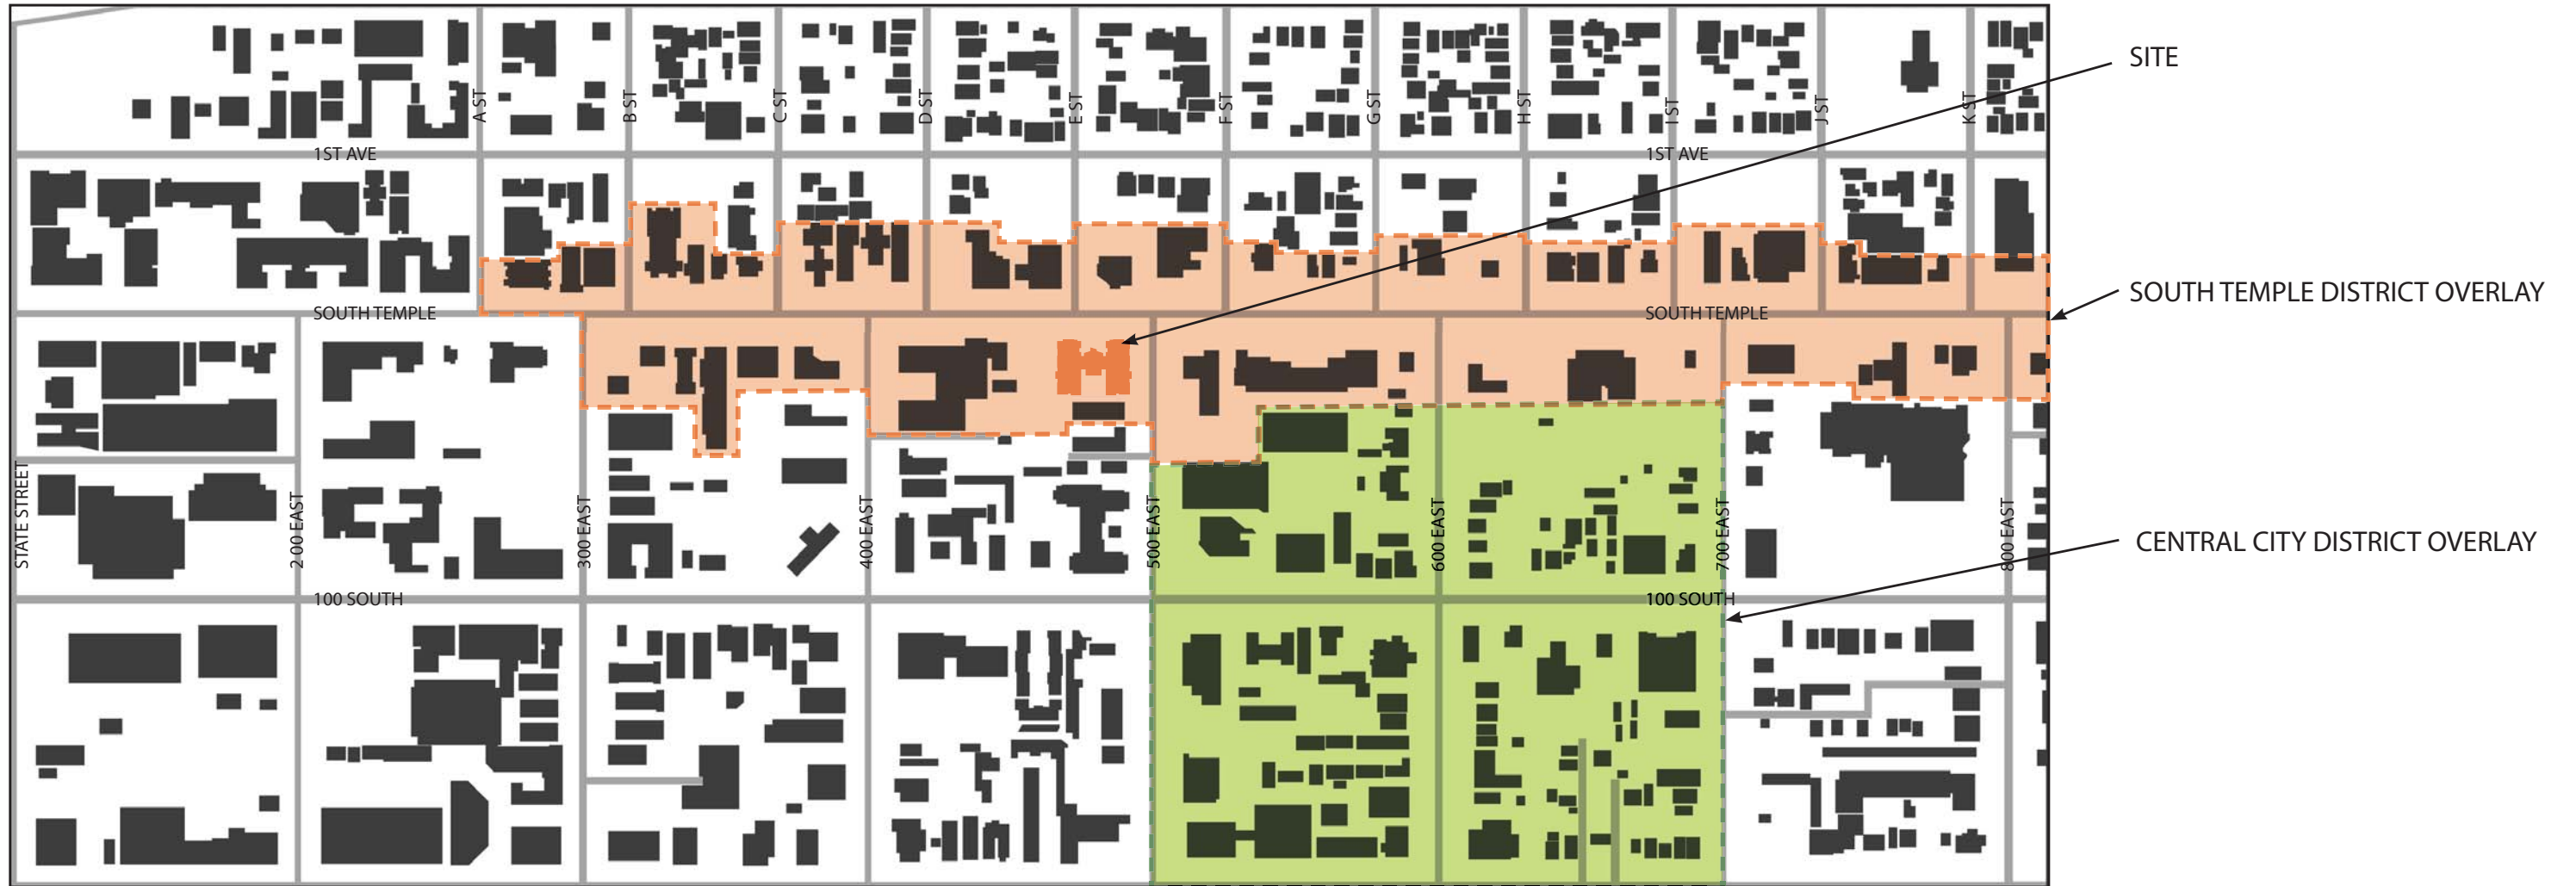 SITE
A ST
B ST
C ST
D ST
E ST
F ST
G ST
H ST
I ST
J ST
K ST
1ST AVE
1ST AVE
SOUTH TEMPLE DISTRICT OVERLAY
SOUTH TEMPLE
SOUTH TEMPLE
STATE STREET
200 EAST
300 EAST
400 EAST
500 EAST
600 EAST
700 EAST
800 EAST
CENTRAL CITY DISTRICT OVERLAY
100 SOUTH
100 SOUTH